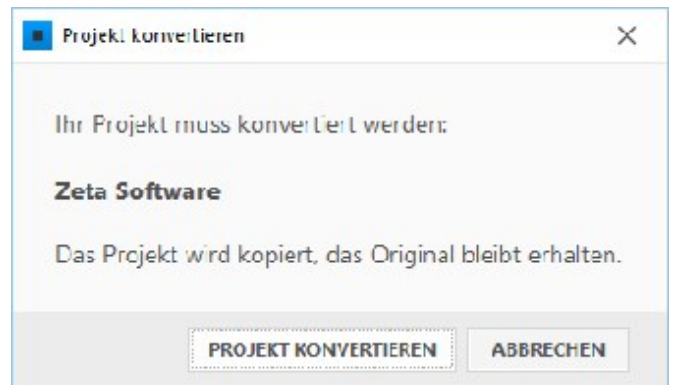 Projekt konvertieren
Ihr Projekt muss konvertiert werden:
Zeta Software
Das Projekt wird kopiert, das Original bleibt erhalten.
PROJEKT KONVERTIEREN ABBRECHEN